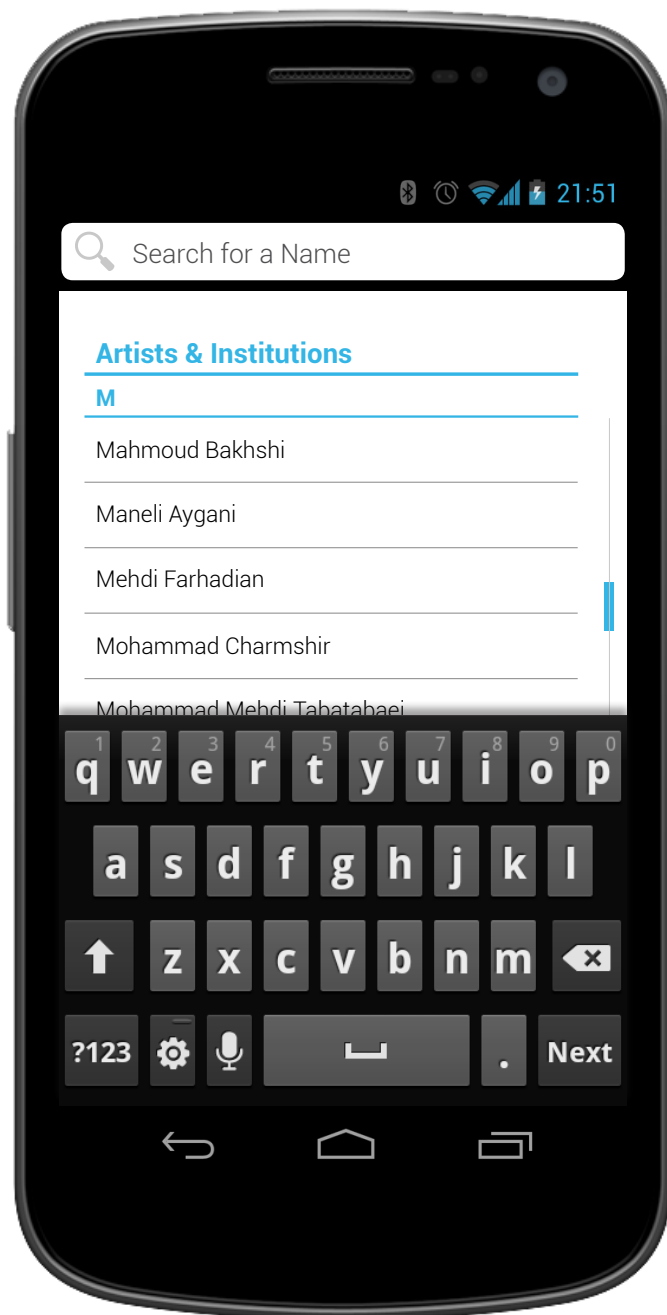 21:51
Search for a Name
Artists & Institutions
M
Mahmoud Bakhshi
Maneli Aygani
Mehdi Farhadian
Mohammad Charmshir
Mohammad Mehdi Tabatabaei
1 2 3 4 5 6 7 8 9 0
q w e r t y u i o p
a s d f g h j k l
z x c v b n m
?123 . Next